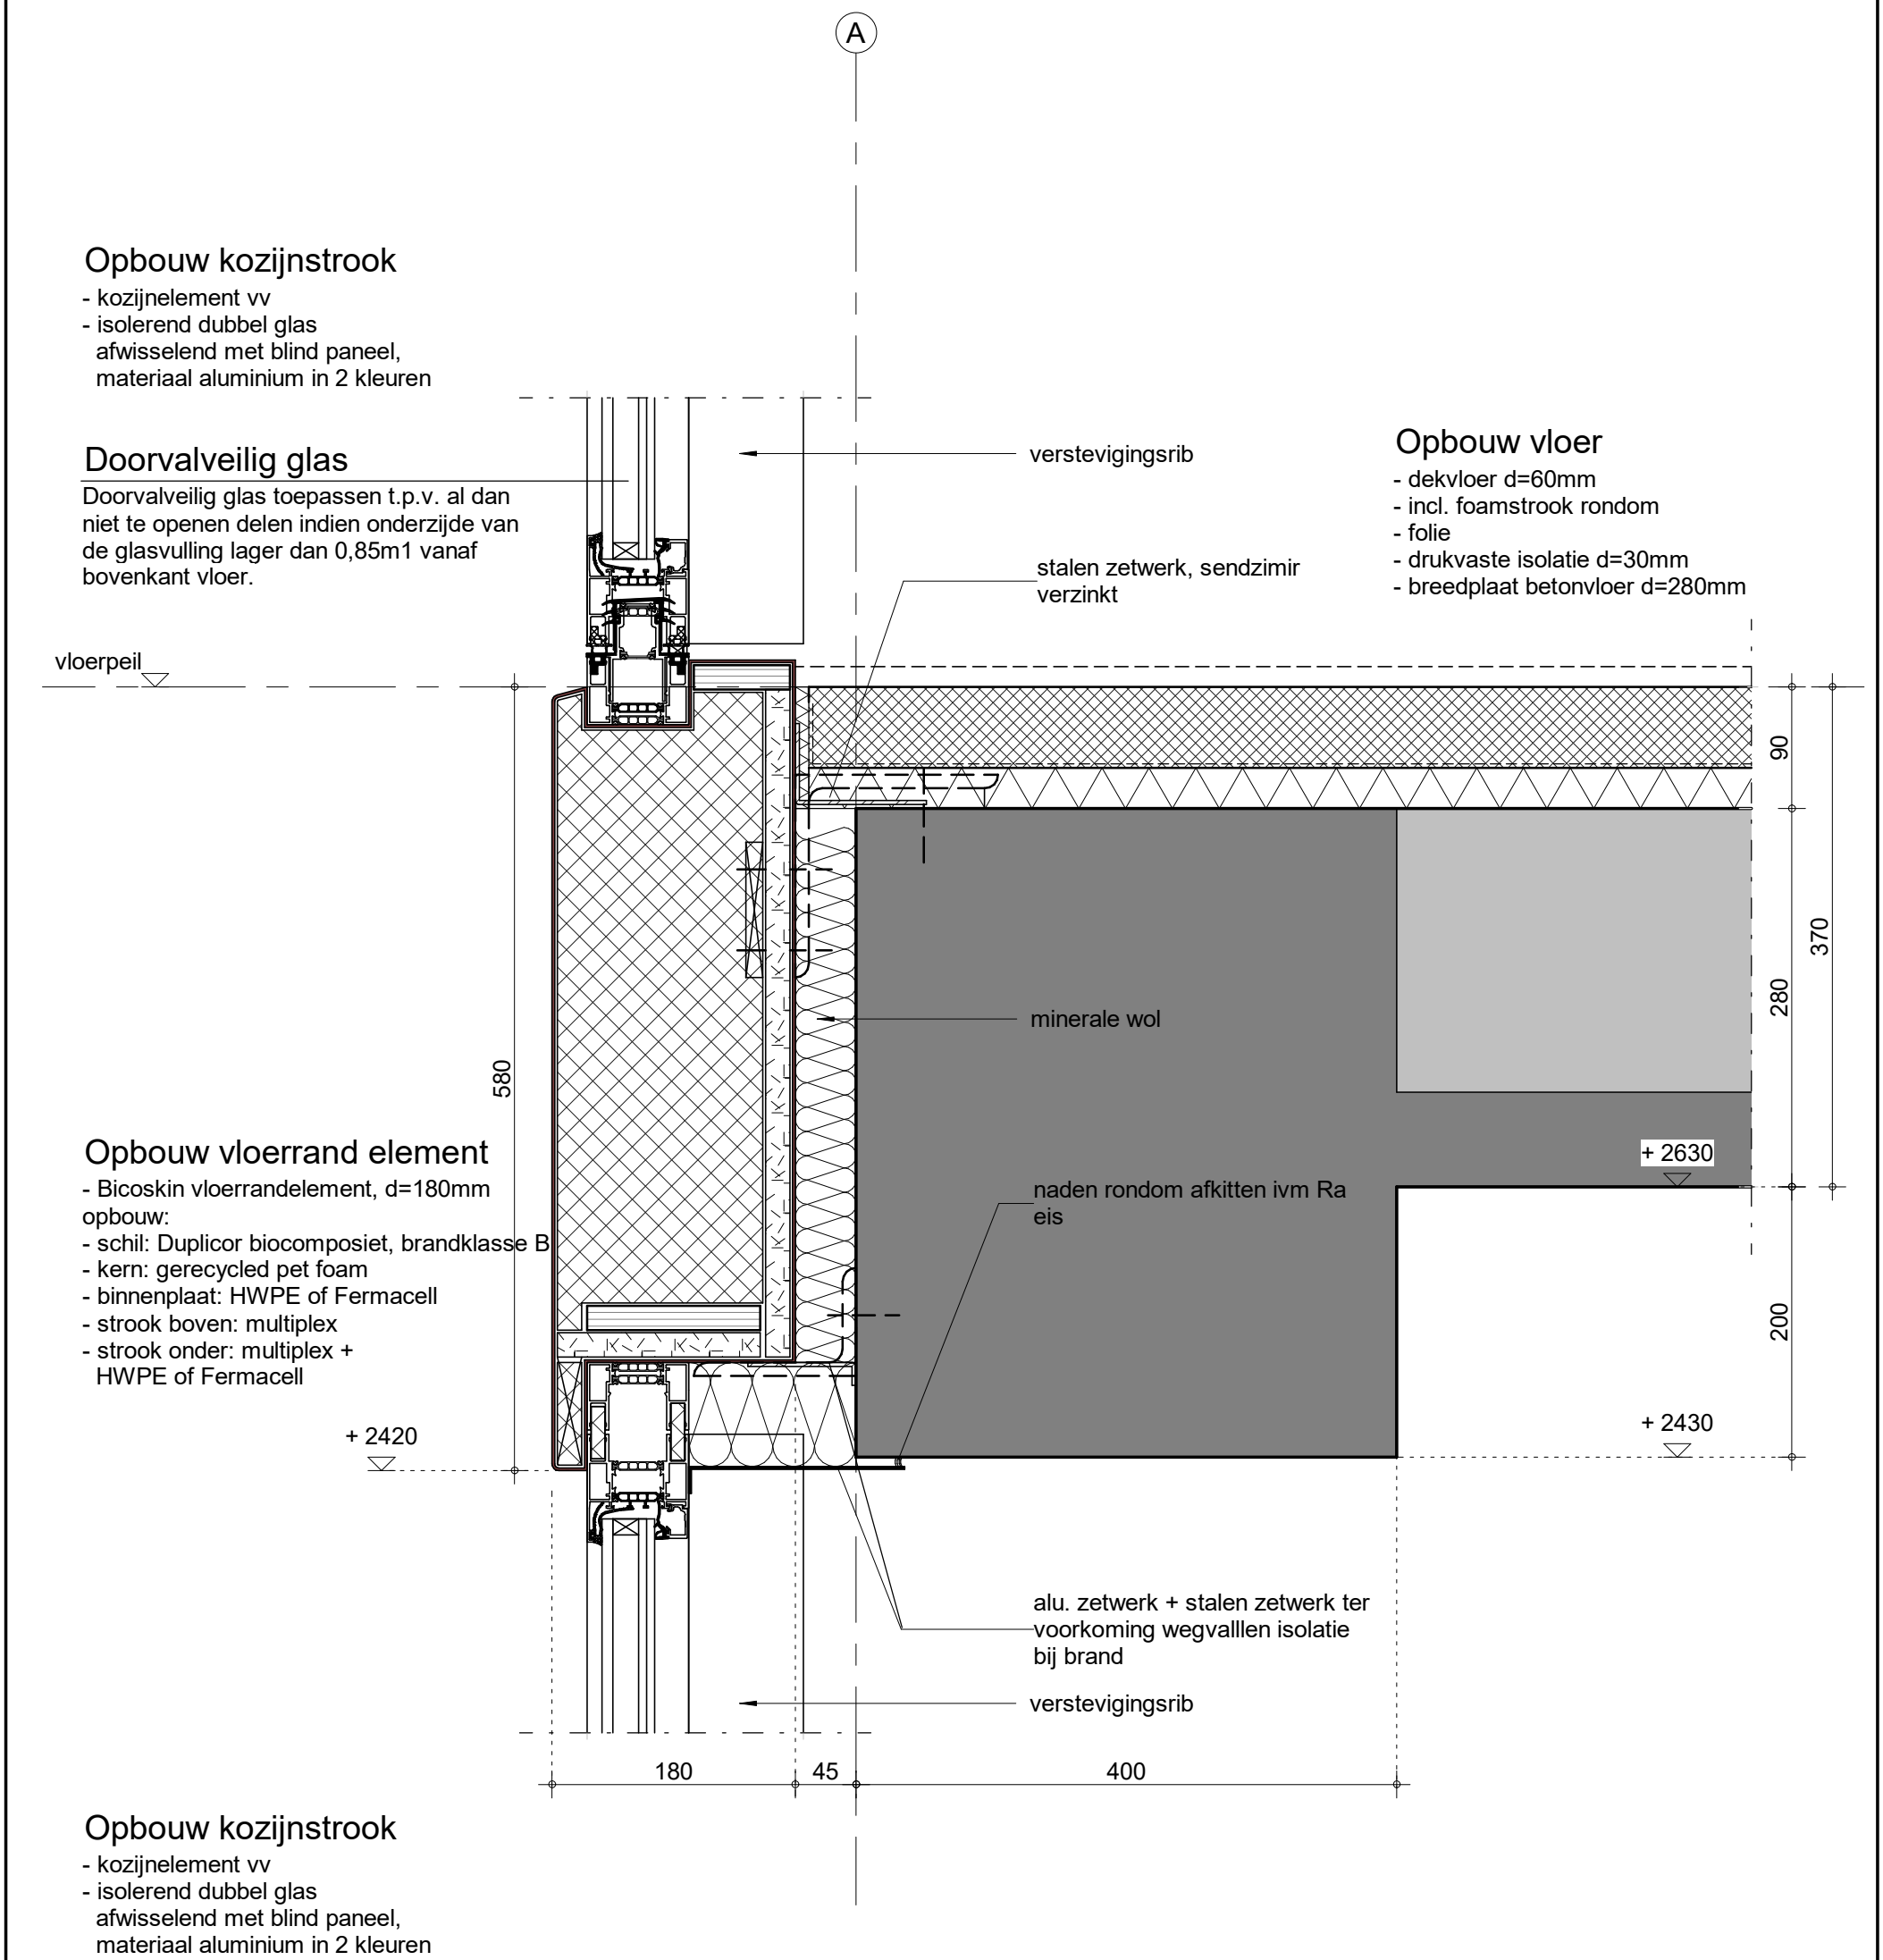 A
Opbouw kozijnstrook
- kozijnelement vv
- isolerend dubbel glas
afwisselend met blind paneel,
materiaal aluminium in 2 kleuren
Doorvalveilig glas
Doorvalveilig glas toepassen t.p.v. al dan
niet te openen delen indien onderzijde van
de glasvulling lager dan 0,85m1 vanaf
bovenkant vloer.
verstevigingsrib
Opbouw vloer
- dekvloer d=60mm
- incl. foamstrook rondom
- folie
- drukvaste isolatie d=30mm
- breedplaat betonvloer d=280mm
stalen zetwerk, sendzimir
verzinkt
vloerpeil
90
370
280
580
minerale wol
Opbouw vloerrand element
- Bicoskin vloerrandelement, d=180mm
opbouw:
- schil: Duplicor biocomposiet, brandklasse B
- kern: gerecycled pet foam
- binnenplaat: HWPE of Fermacell
- strook boven: multiplex
- strook onder: multiplex +
HWPE of Fermacell
+ 2630
naden rondom afkitten ivm Ra
eis
200
+ 2420
+ 2430
alu. zetwerk + stalen zetwerk ter
voorkoming wegvalllen isolatie
bij brand
verstevigingsrib
180
45
400
Opbouw kozijnstrook
- kozijnelement vv
- isolerend dubbel glas
afwisselend met blind paneel,
materiaal aluminium in 2 kleuren